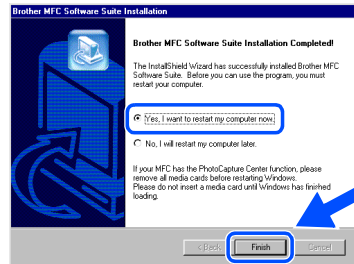 Brother MFC Software Suite Installation
Brother MFC Software Suite Installation Completed!
The InstallShield Wizard has successfully installed Brother MFC
Software Suite. Before you can use the program, you must
restart your computer.
Yes, I want to restart my computer now.
No, I will restart my computer later.
If your MFC has the PhotoCapture Center function, please
remove all media cards before restarting Windows.
Please do not insert a media card until Windows has finished
loading.
< Back
Finish
Cancel